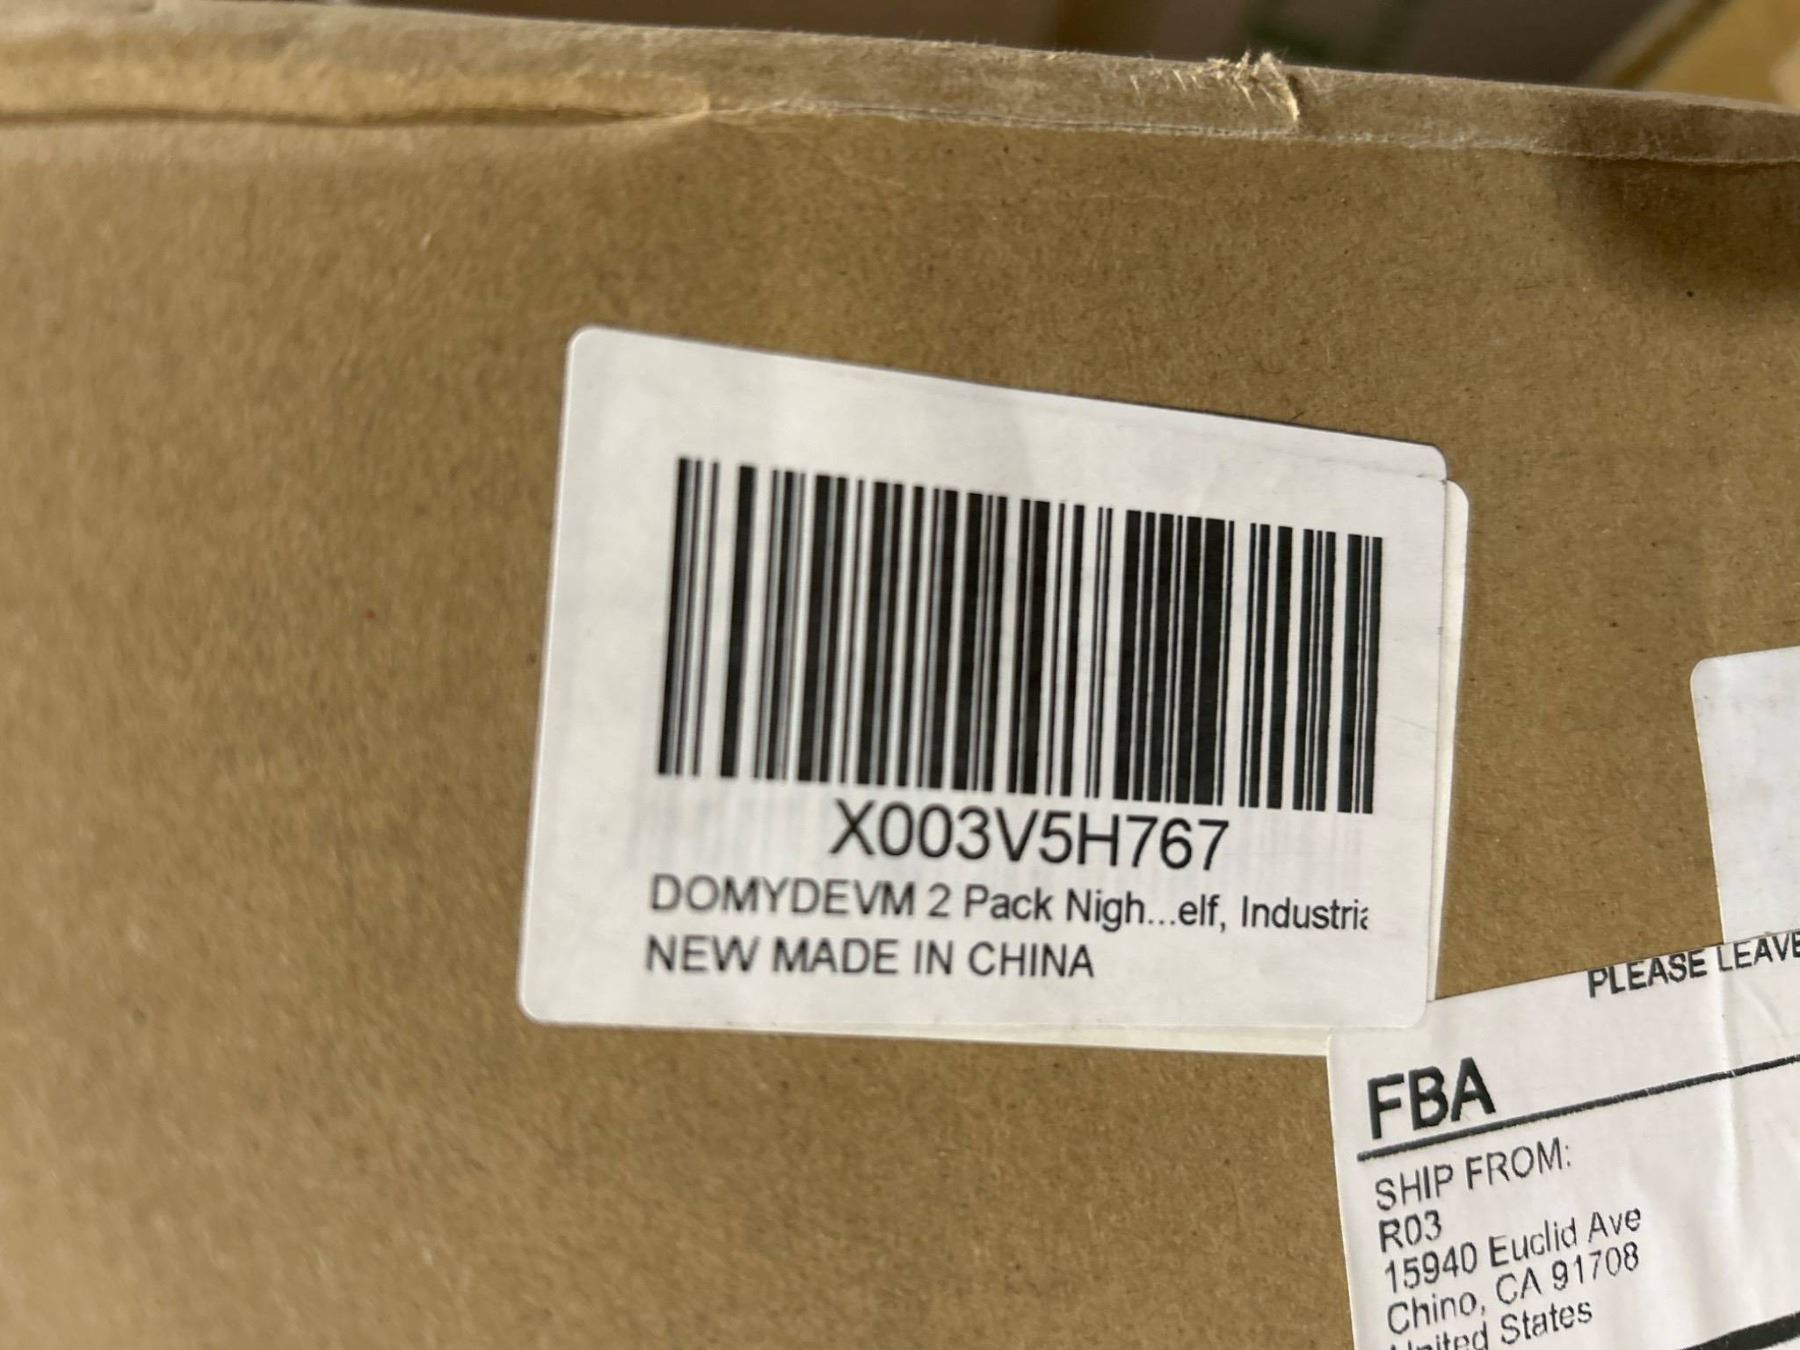 X003V5H767
DOMYDEVM 2 Pack Nigh...elf, Industria
NEW MADE IN CHINA
PLEASE LEAVE
FBA
SHIP FROM:
R03
15940 Euclid Ave
Chino, CA 91708
United States